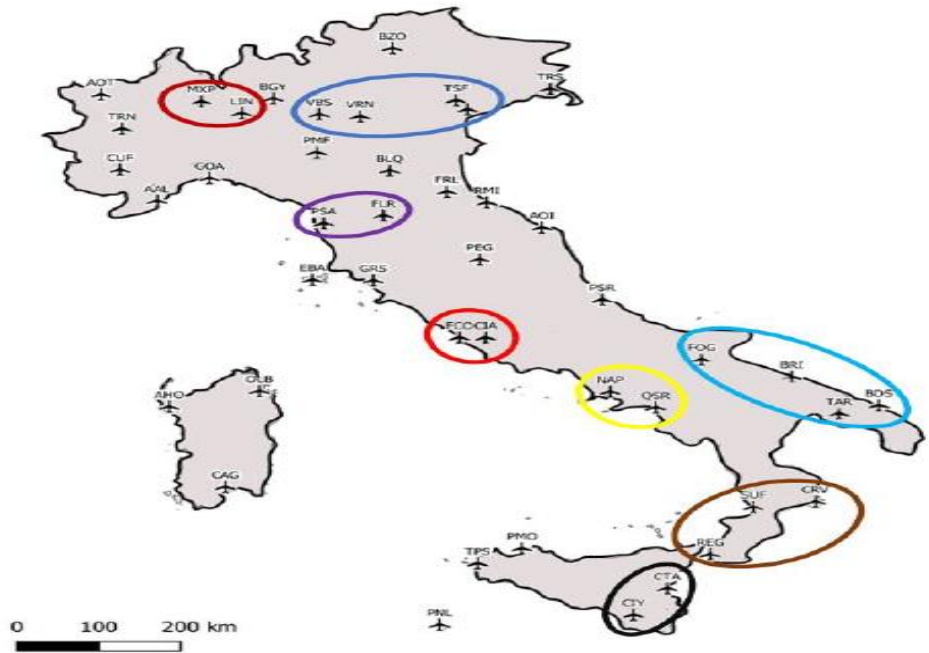 BZO
TRS
AOT
MXP
LIN
BGY
VBS
VRN
TSF
TRN
PMF
CUF
GOA
BLQ
AAL
FRL
RMI
PSA
FLR
AOI
PEG
EBA
GRS
PSR
FCO
CIA
FOG
BRI
NAP
QSR
TAR
BDS
OLB
AHO
CAG
SUF
CRV
PMO
REG
TPS
CTA
CIY
PNL
0 100 200 km